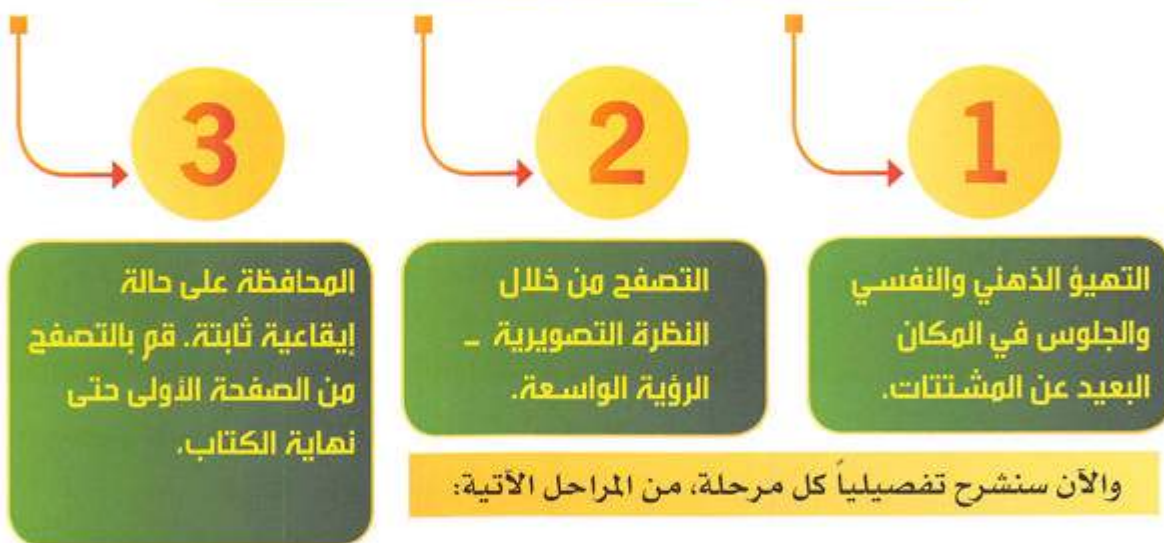 1
التهيؤ الذهني والنفسي
والجلوس في المكان
البعيد عن المشتتات.
2
التصفح من خلال
النظرة التصويرية -
الرؤية الواسعة.
3
المحافظة على حالة
إيقاعية ثابتة. قم بالتصفح
من الصفحة الأولى حتى
نهاية الكتاب.
والآن سنشرح تفصيلياً كل مرحلة، من المراحل الآتية: